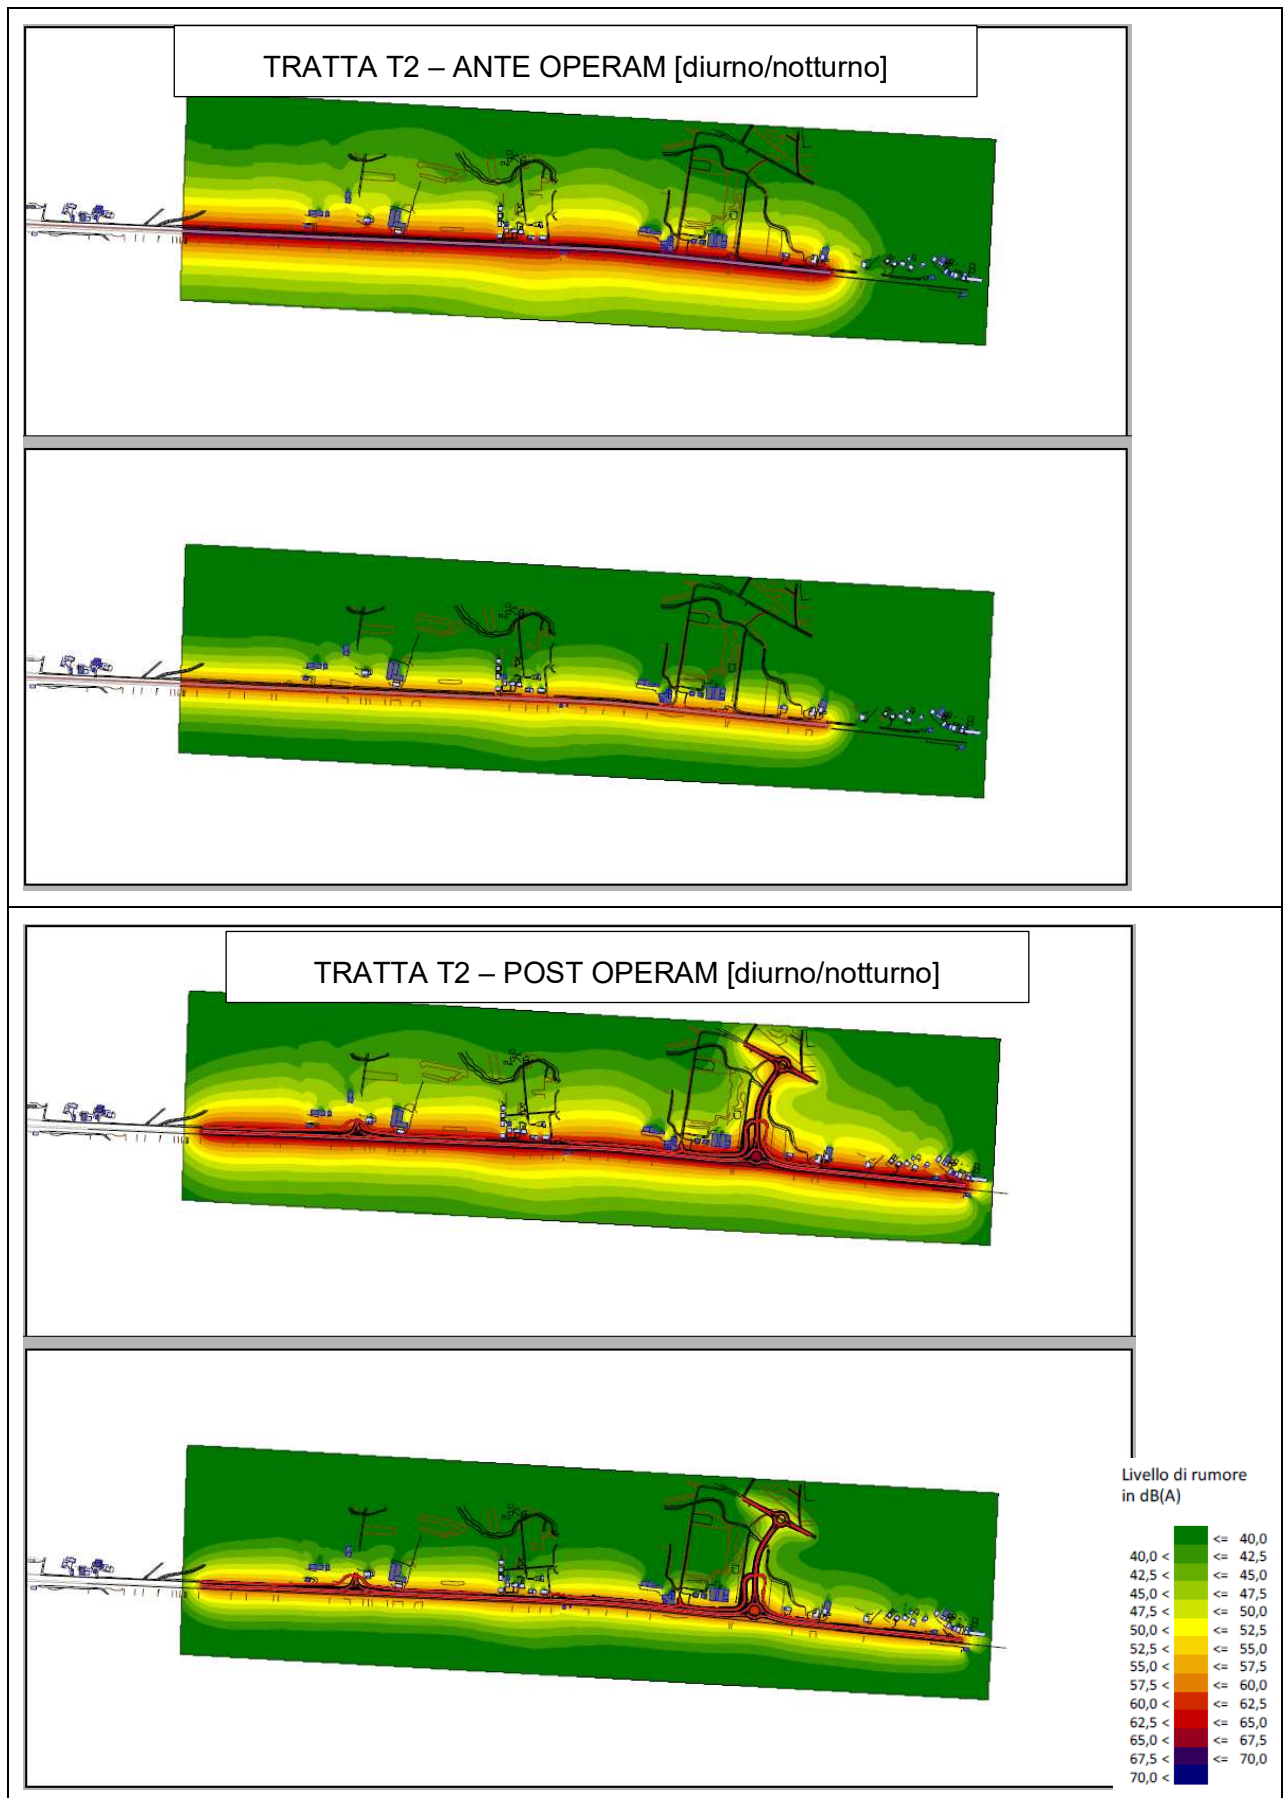 TRATTA T2 – ANTE OPERAM [diurno/notturno]
TRATTA T2 – POST OPERAM [diurno/notturno]
Livello di rumore
in dB(A)
<= 40,0
40,0 < <= 42,5
42,5 < <= 45,0
45,0 < <= 47,5
47,5 < <= 50,0
50,0 < <= 52,5
52,5 < <= 55,0
55,0 < <= 57,5
57,5 < <= 60,0
60,0 < <= 62,5
62,5 < <= 65,0
65,0 < <= 67,5
67,5 < <= 70,0
70,0 <